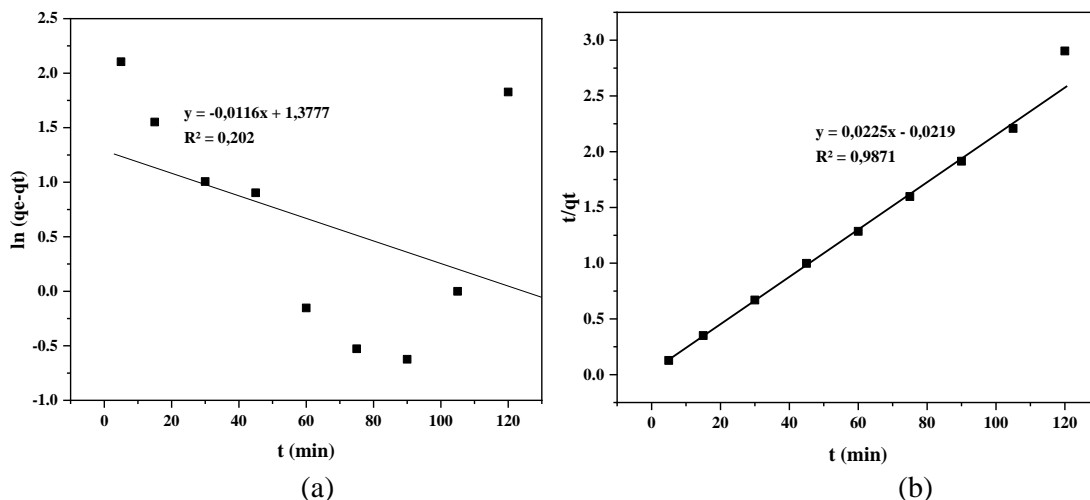 2.5
2.0
1.5
1.0
0.5
0.0
-0.5
-1.0
ln (qe-qt)
y = -0,0116x + 1,3777
R² = 0,202
0 20 40 60 80 100 120
t (min)
(a)
3.0
2.5
2.0
1.5
1.0
0.5
0.0
t/qt
y = 0,0225x - 0,0219
R² = 0,9871
0 20 40 60 80 100 120
t (min)
(b)